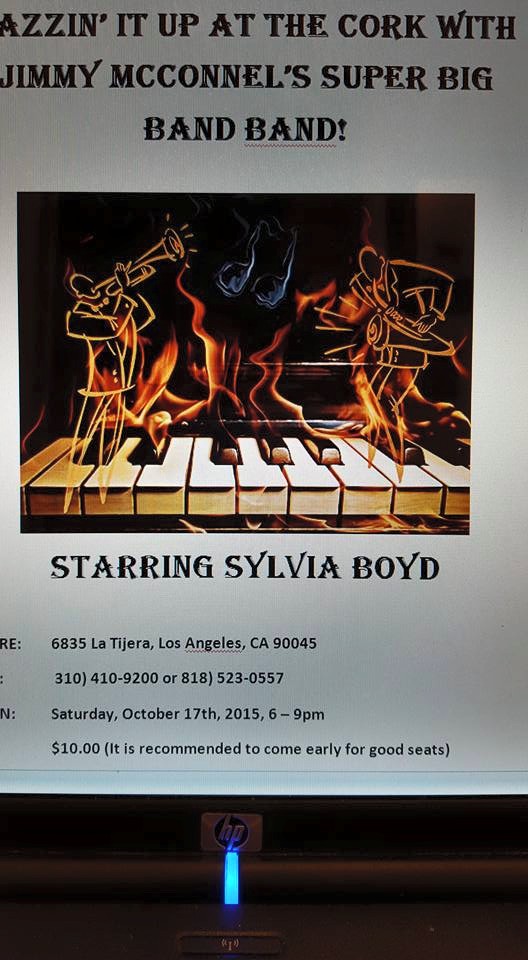 AZZIN' IT UP AT THE CORK WITH
JIMMY MCCONNEL'S SUPER BIG
BAND BAND!
STARRING SYLVIA BOYD
RE: 6835 La Tijera, Los Angeles, CA 90045
: 310) 410-9200 or 818) 523-0557
N: Saturday, October 17th, 2015, 6 – 9pm
$10.00 (It is recommended to come early for good seats)
hp